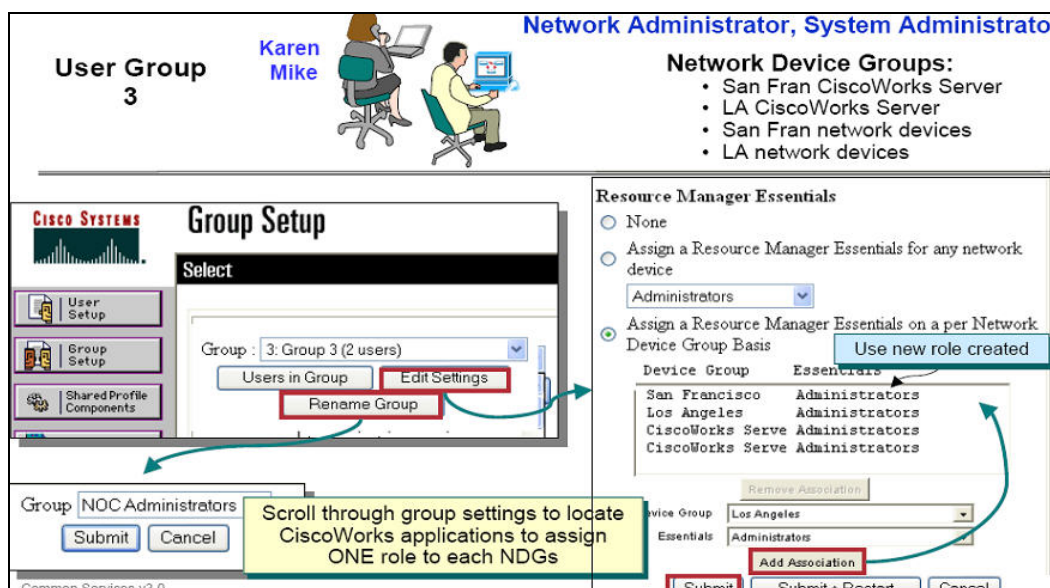 Network Administrator, System Administrato
Karen
Mike
User Group
3
Network Device Groups:
• San Fran CiscoWorks Server
• LA CiscoWorks Server
• San Fran network devices
• LA network devices
CISCO SYSTEMS
Group Setup
Select
User
Setup
Group
Setup
Shared Profile
Components
Group : 3: Group 3 (2 users)
Users in Group
Edit Settings
Rename Group
Group NOC Administrators
Submit
Cancel
Scroll through group settings to locate
CiscoWorks applications to assign
ONE role to each NDGs
Resource Manager Essentials
None
Assign a Resource Manager Essentials for any network
device
Administrators
Assign a Resource Manager Essentials on a per Network
Device Group Basis
Use new role created
Device Group Essentials
San Francisco Administrators
Los Angeles Administrators
CiscoWorks Serve Administrators
CiscoWorks Serve Administrators
Remove Association
evice Group Los Angeles
Essentials Administrators
Add Association
Submit
Submit + Restart
Cancel
Common Services v3.0